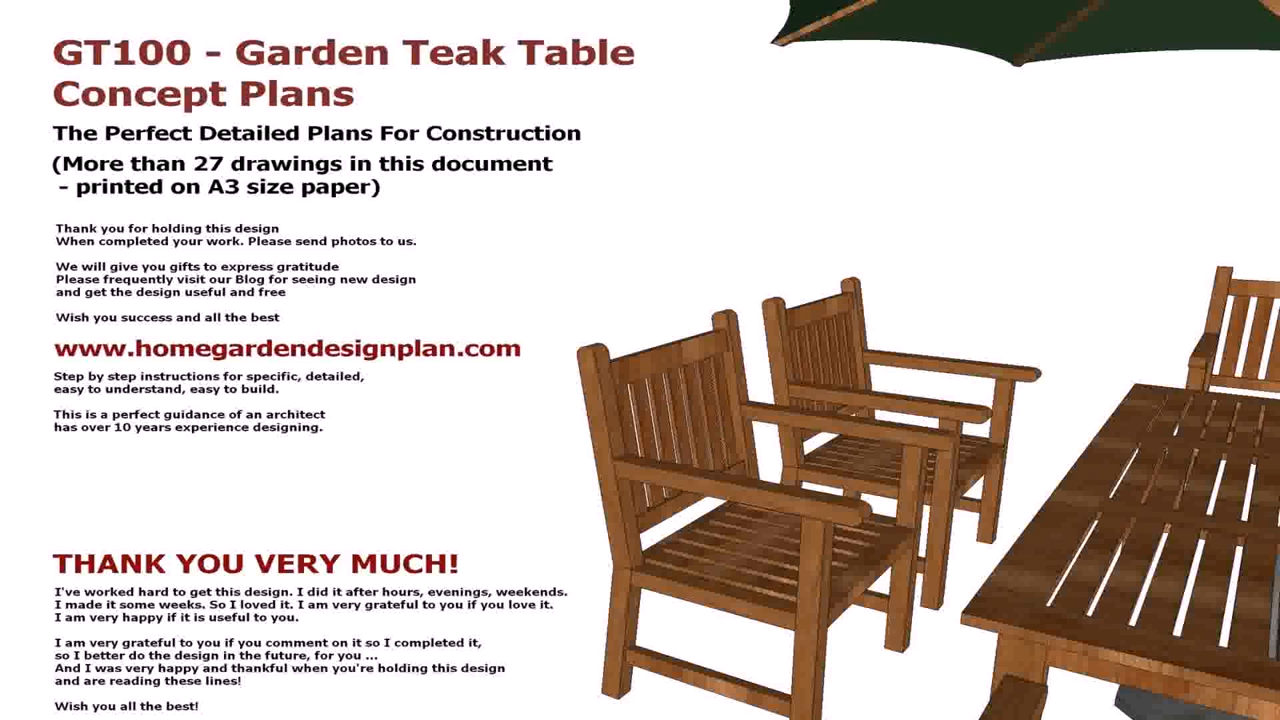 GT100 - Garden Teak Table
Concept Plans
The Perfect Detailed Plans For Construction
(More than 27 drawings in this document
- printed on A3 size paper)
Thank you for holding this design
When completed your work. Please send photos to us.
We will give you gifts to express gratitude
Please frequently visit our Blog for seeing new design
and get the design useful and free
Wish you success and all the best
www.homegardendesignplan.com
Step by step instructions for specific, detailed,
easy to understand, easy to build.
This is a perfect guidance of an architect
has over 10 years experience designing.
THANK YOU VERY MUCH!
I've worked hard to get this design. I did it after hours, evenings, weekends.
I made it some weeks. So I loved it. I am very grateful to you if you love it.
I am very happy if it is useful to you.
I am very grateful to you if you comment on it so I completed it,
so I better do the design in the future, for you ...
And I was very happy and thankful when you're holding this design
and are reading these lines!
Wish you all the best!